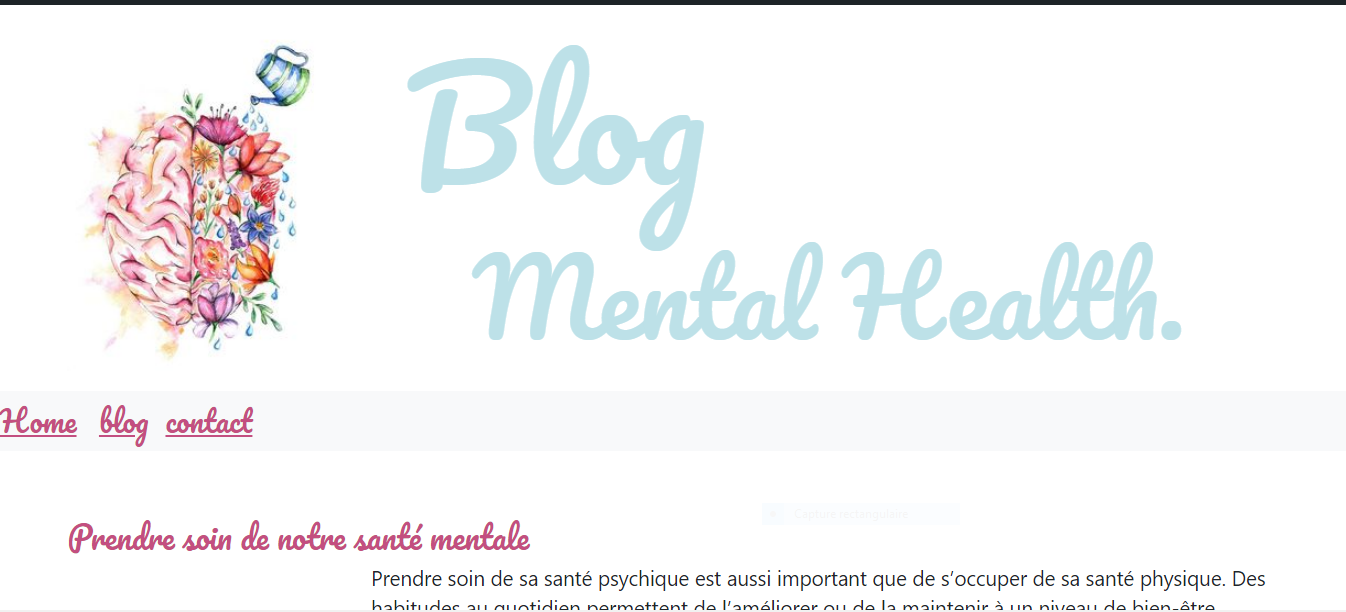 Blog
Mental Health.
Home blog contact
Capture rectangulaire
Prendre soin de notre santé mentale
Prendre soin de sa santé psychique est aussi important que de s’occuper de sa santé physique. Des
habitudes au quotidien permettent de l’améliorer ou de la maintenir à un niveau de bien-être